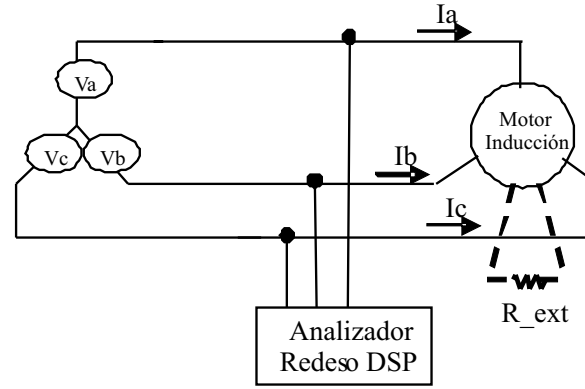 Ia
Va
Motor
Inducción
Vc
Vb
Ib
Ic
R_ext
Analizador
Redeso DSP